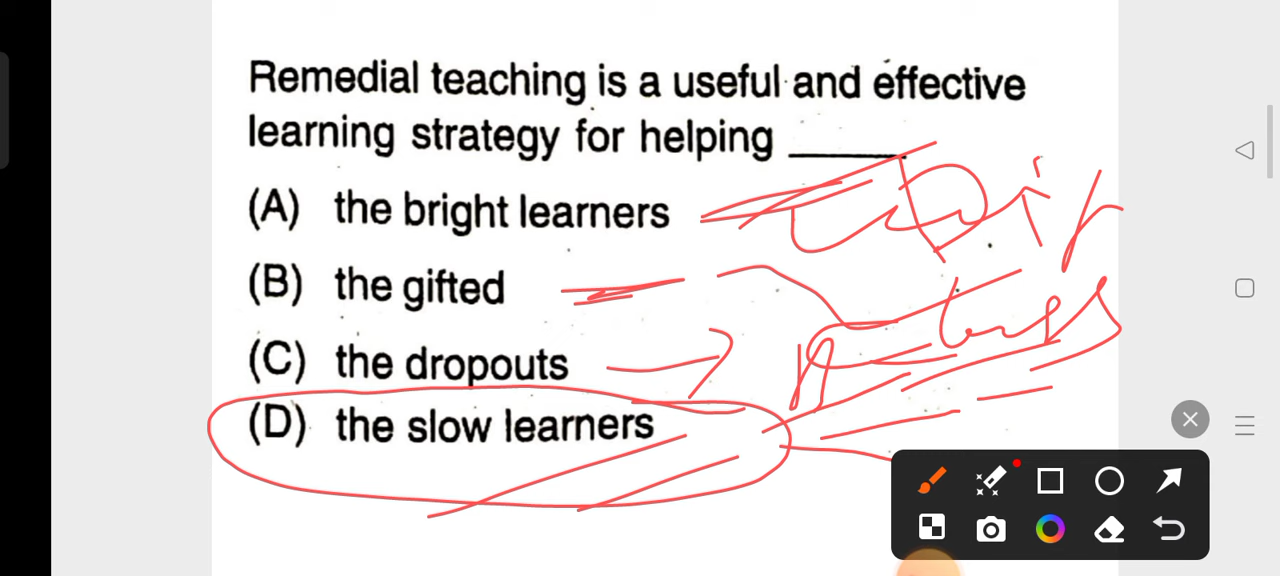 Remedial teaching is a useful and effective
learning strategy for helping ______
(A) the bright learners
(B) the gifted
(C) the dropouts
(D) the slow learners